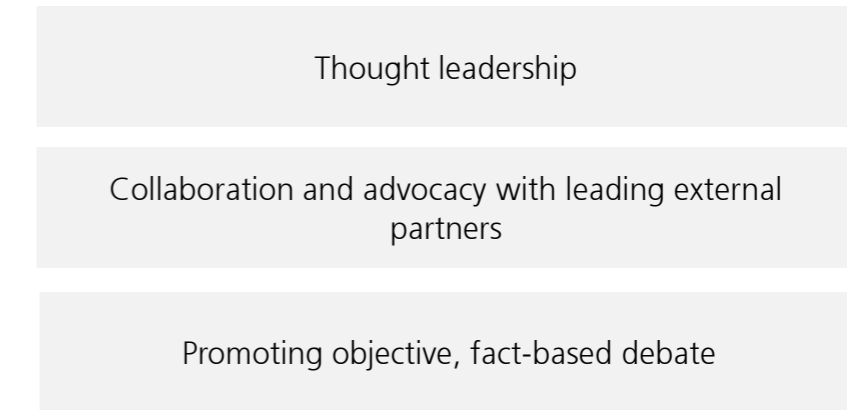 Thought leadership
Collaboration and advocacy with leading external
partners
Promoting objective, fact-based debate